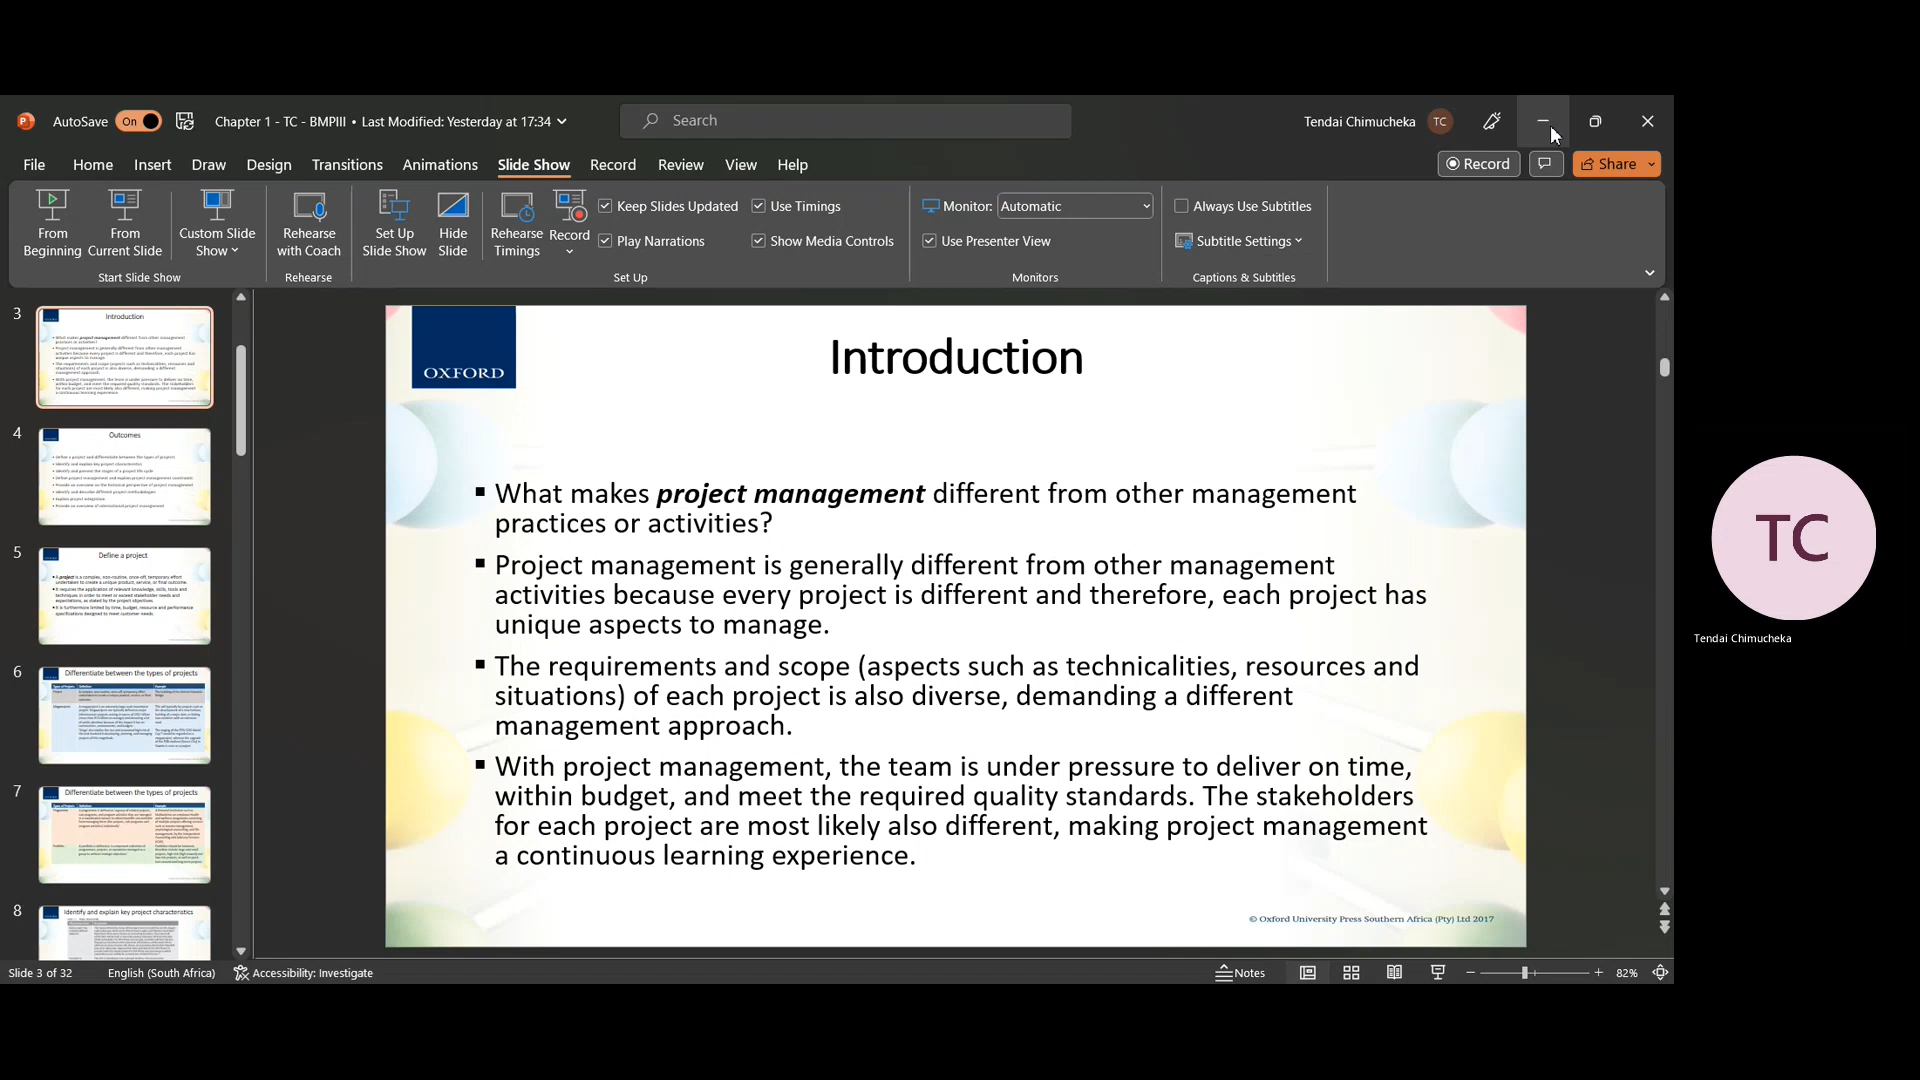 AutoSave On Chapter 1 - TC - BMPIII • Last Modified: Yesterday at 17:34 Search Tendai Chimucheka TC
File Home Insert Draw Design Transitions Animations Slide Show Record Review View Help Record Share
From Beginning
From Current Slide
Custom Slide Show
Start Slide Show
Rehearse with Coach
Rehearse
Set Up Slide Show
Hide Slide
Rehearse Timings
Record
Keep Slides Updated
Play Narrations
Use Timings
Show Media Controls
Set Up
Monitor: Automatic
Use Presenter View
Monitors
Always Use Subtitles
Subtitle Settings
Captions & Subtitles
3
Introduction
4
Outcomes
5
Define a project
6
Differentiate between the types of projects
7
Differentiate between the types of projects
8
Identify and explain key project characteristics
OXFORD
Introduction
▪ What makes project management different from other management
practices or activities?
▪ Project management is generally different from other management
activities because every project is different and therefore, each project has
unique aspects to manage.
▪ The requirements and scope (aspects such as technicalities, resources and
situations) of each project is also diverse, demanding a different
management approach.
▪ With project management, the team is under pressure to deliver on time,
within budget, and meet the required quality standards. The stakeholders
for each project are most likely also different, making project management
a continuous learning experience.
© Oxford University Press Southern Africa (Pty) Ltd 2017
TC
Tendai Chimucheka
Slide 3 of 32 English (South Africa) Accessibility: Investigate Notes 82%